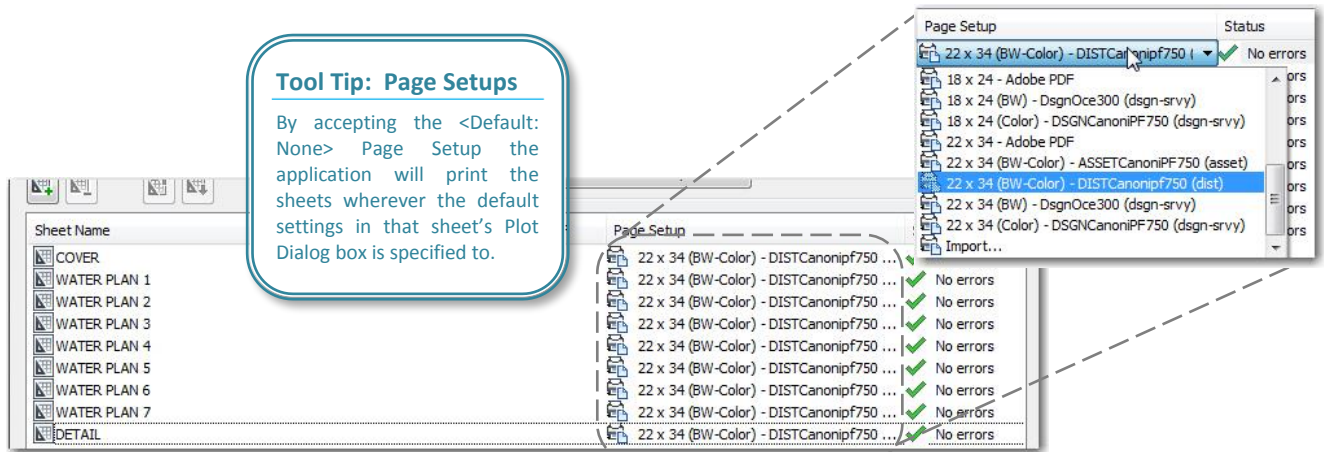 Tool Tip: Page Setups
By accepting the <Default:
None> Page Setup the
application will print the
sheets wherever the default
settings in that sheet's Plot
Dialog box is specified to.
Page Setup Status
22 x 34 (BW-Color) - DISTCanonipf750 ( No errors
18 x 24 - Adobe PDF ors
18 x 24 (BW) - DsgnOce300 (dsgn-srvy) ors
18 x 24 (Color) - DSGNCanoniPF750 (dsgn-srvy) ors
22 x 34 - Adobe PDF ors
22 x 34 (BW-Color) - ASSETCanoniPF750 (asset) ors
22 x 34 (BW-Color) - DISTCanonipf750 (dist) ors
22 x 34 (BW) - DsgnOce300 (dsgn-srvy) ors
22 x 34 (Color) - DSGNCanoniPF750 (dsgn-srvy) ors
Import...
Sheet Name Page Setup
COVER 22 x 34 (BW-Color) - DISTCanonipf750 ...
WATER PLAN 1 22 x 34 (BW-Color) - DISTCanonipf750 ... No errors
WATER PLAN 2 22 x 34 (BW-Color) - DISTCanonipf750 ... No errors
WATER PLAN 3 22 x 34 (BW-Color) - DISTCanonipf750 ... No errors
WATER PLAN 4 22 x 34 (BW-Color) - DISTCanonipf750 ... No errors
WATER PLAN 5 22 x 34 (BW-Color) - DISTCanonipf750 ... No errors
WATER PLAN 6 22 x 34 (BW-Color) - DISTCanonipf750 ... No errors
WATER PLAN 7 22 x 34 (BW-Color) - DISTCanonipf750 ... No errors
DETAIL 22 x 34 (BW-Color) - DISTCanonipf750 ... No errors